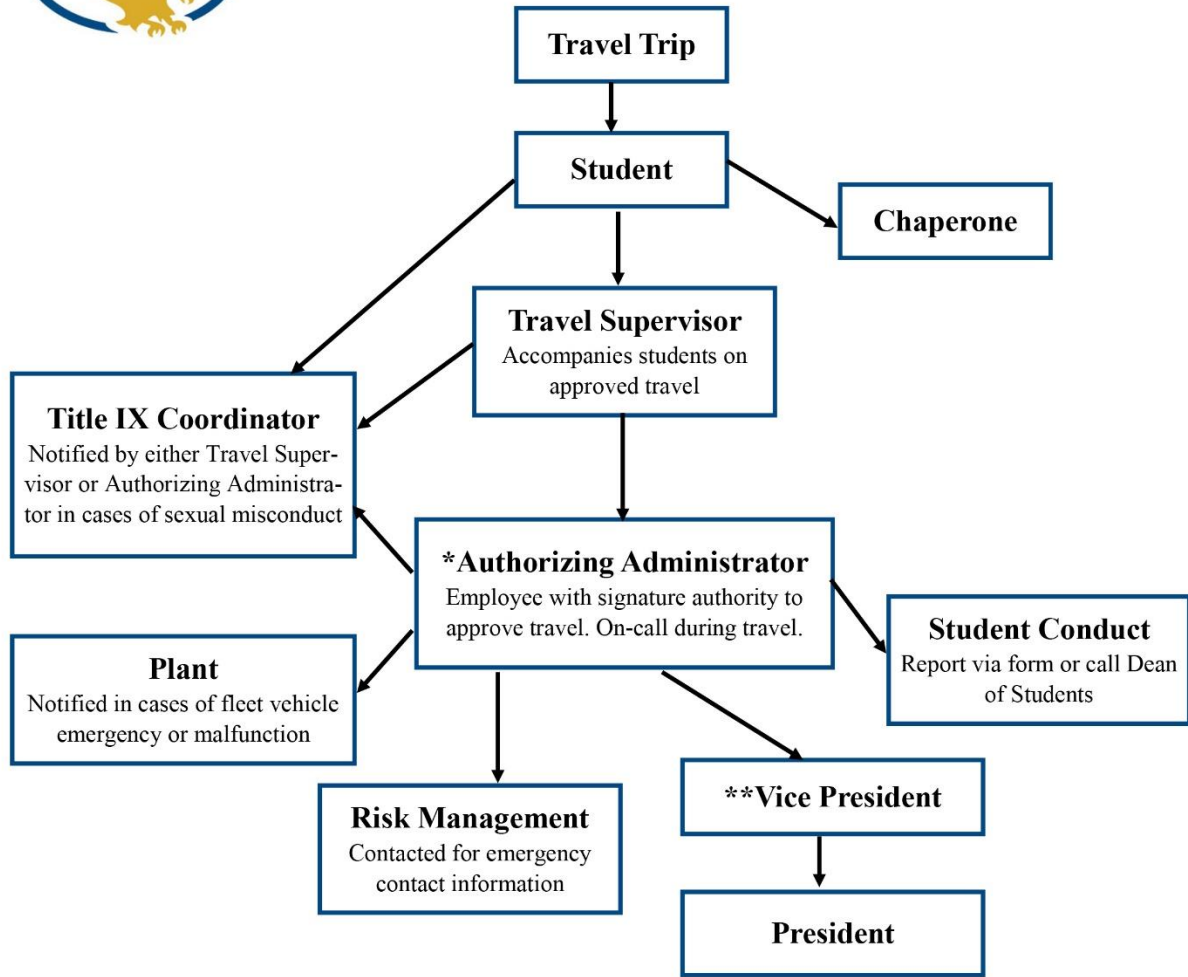 Travel Trip
Student
Chaperone
Travel Supervisor
Accompanies students on
approved travel
Title IX Coordinator
Notified by either Travel Super-
visor or Authorizing Administra-
tor in cases of sexual misconduct
*Authorizing Administrator
Employee with signature authority to
approve travel. On-call during travel.
Student Conduct
Report via form or call Dean
of Students
Plant
Notified in cases of fleet vehicle
emergency or malfunction
Risk Management
Contacted for emergency
contact information
**Vice President
President